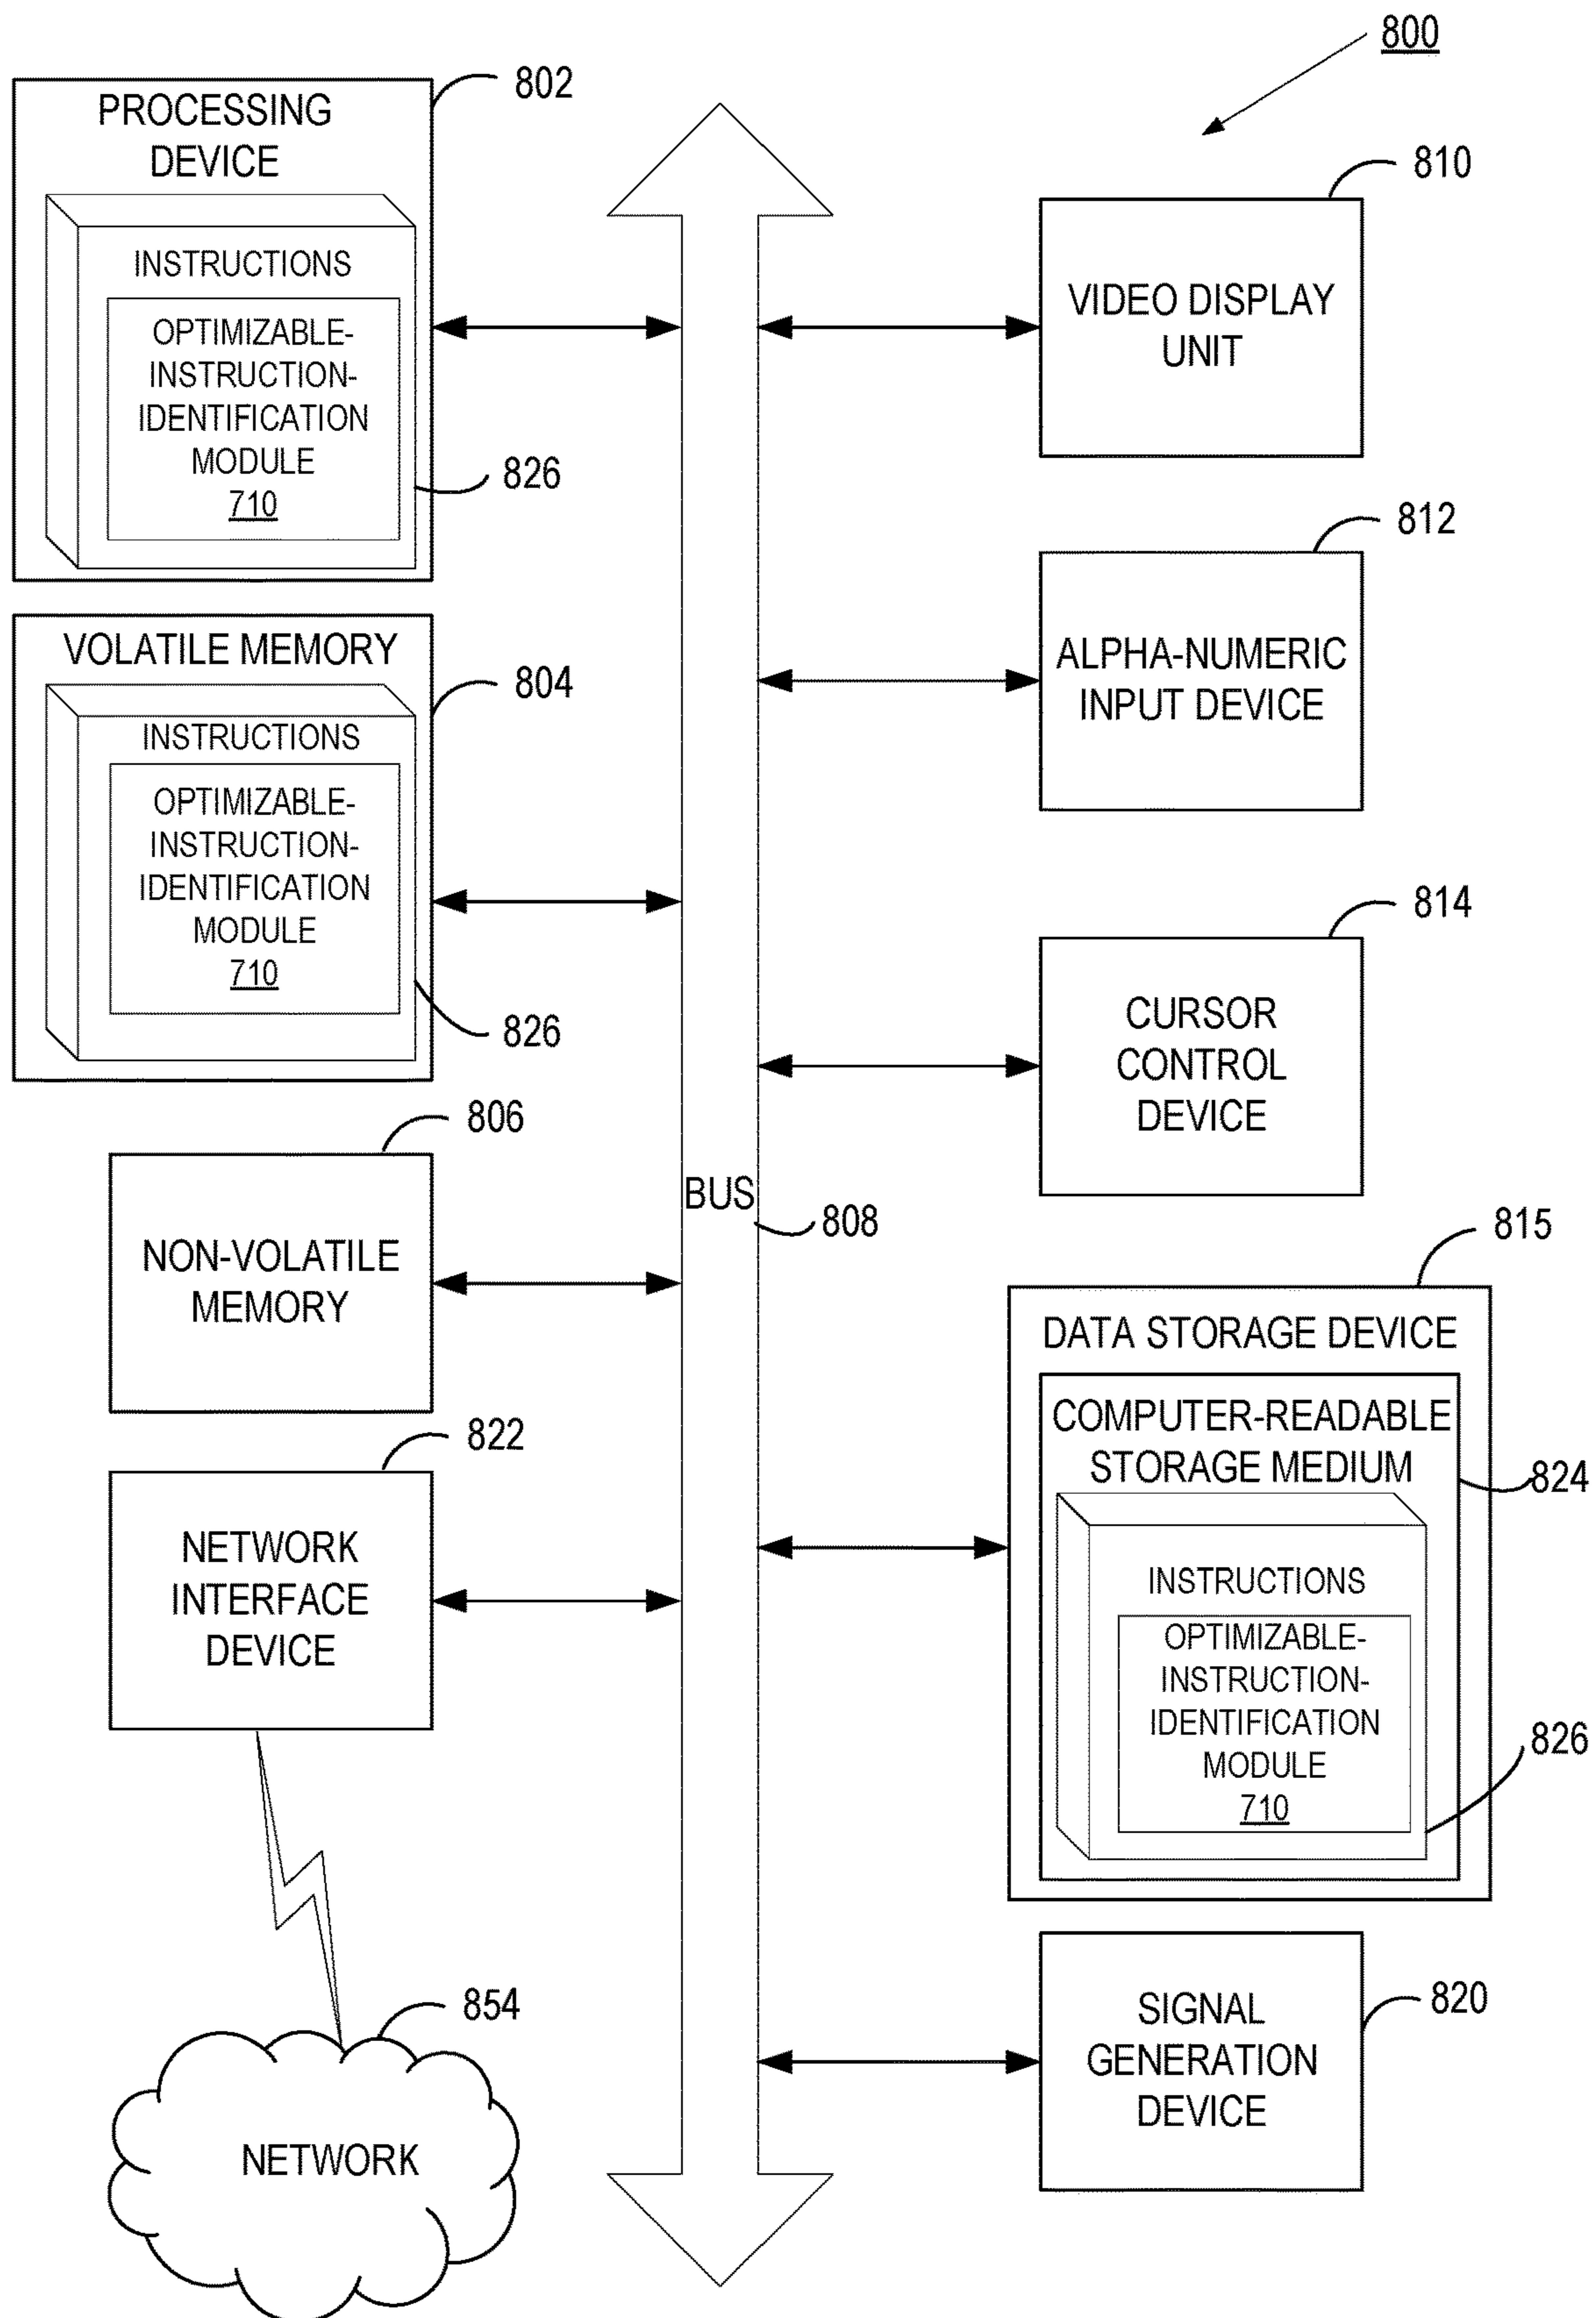 800
802
PROCESSING
DEVICE
INSTRUCTIONS
OPTIMIZABLE-
INSTRUCTION-
IDENTIFICATION
MODULE
710
826
VOLATILE MEMORY
804
INSTRUCTIONS
OPTIMIZABLE-
INSTRUCTION-
IDENTIFICATION
MODULE
710
826
806
NON-VOLATILE
MEMORY
822
NETWORK
INTERFACE
DEVICE
854
NETWORK
BUS
808
810
VIDEO DISPLAY
UNIT
812
ALPHA-NUMERIC
INPUT DEVICE
814
CURSOR
CONTROL
DEVICE
815
DATA STORAGE DEVICE
COMPUTER-READABLE
STORAGE MEDIUM
824
INSTRUCTIONS
OPTIMIZABLE-
INSTRUCTION-
IDENTIFICATION
MODULE
710
826
820
SIGNAL
GENERATION
DEVICE